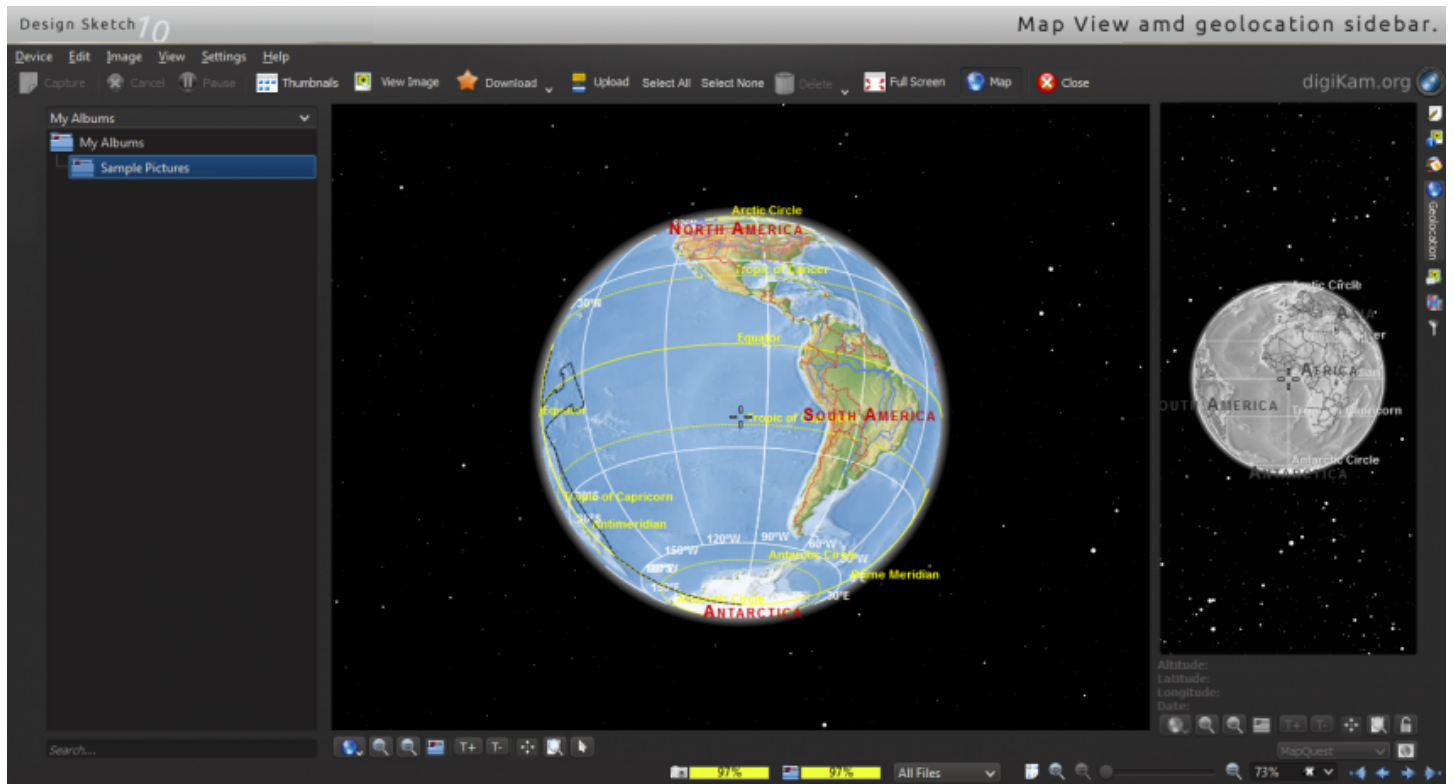 Design Sketch 10
Map View amd geolocation sidebar.
Device Edit Image View Settings Help
Capture Cancel Pause Thumbnails View Image Download Upload Select All Select None Delete Full Screen Map Close
digiKam.org
My Albums
My Albums
Sample Pictures
Search...
Arctic Circle
NORTH AMERICA
Tropic of Cancer
30°W
Equator
Equator
Tropic of
SOUTH AMERICA
Tropic of Capricorn
Antimeridian
120°W 90°W 60°W
150°W
Antarctic Circle
Prime Meridian
150°E
30°E
Antarctic Circle
ANTARCTICA
Arctic Circle
AFRICA
AMERICA
Tropic of Capricorn
Antarctic Circle
ANTARCTICA
Geolocation
Altitude:
Latitude:
Longitude:
Date:
T+ T-
T+ T-
MapQuest
97% 97% All Files 73%